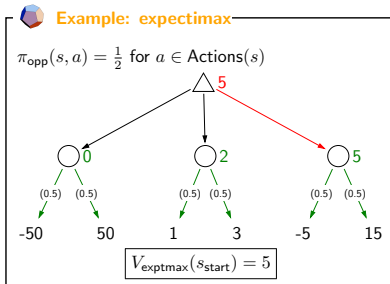 Example: expectimax
π_opp(s, a) = 1/2 for a ∈ Actions(s)
5
0 2 5
(0.5) (0.5) (0.5) (0.5) (0.5) (0.5)
-50 50 1 3 -5 15
V_exptmax(s_start) = 5